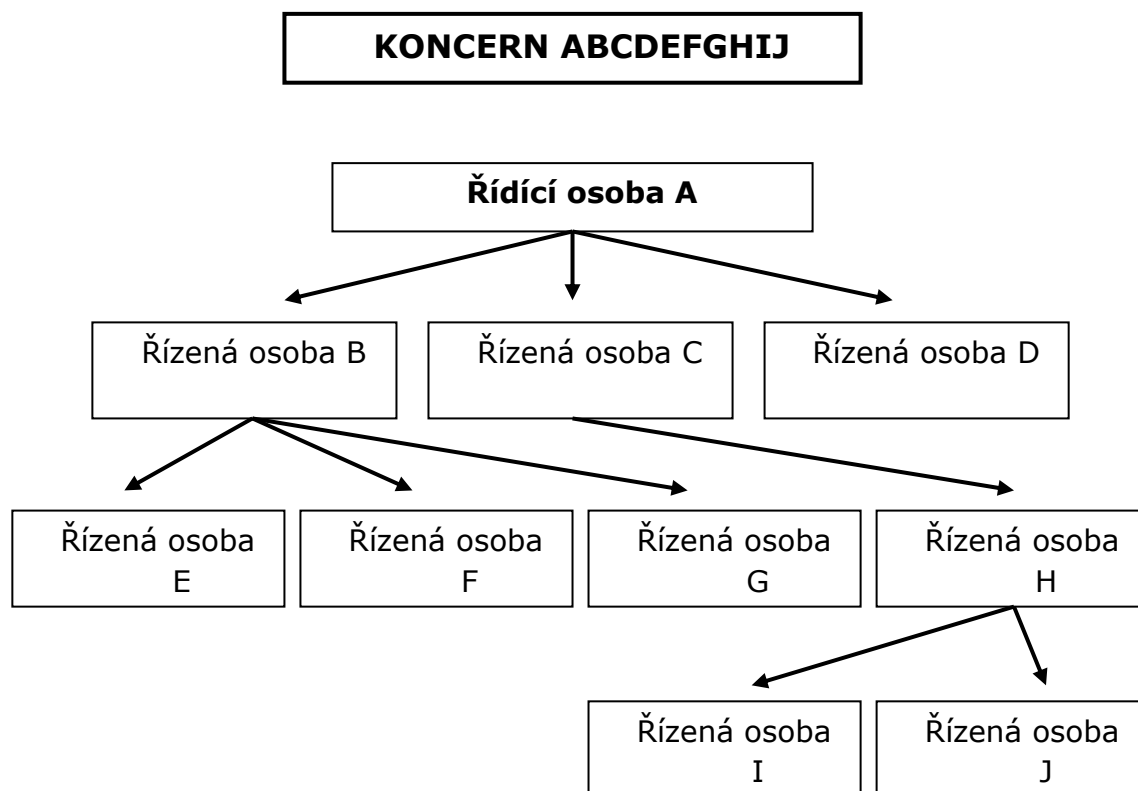 KONCERN ABCDEFGHIJ
Řídící osoba A
Řízená osoba B
Řízená osoba C
Řízená osoba D
Řízená osoba
E
Řízená osoba
F
Řízená osoba
G
Řízená osoba
H
Řízená osoba
I
Řízená osoba
J